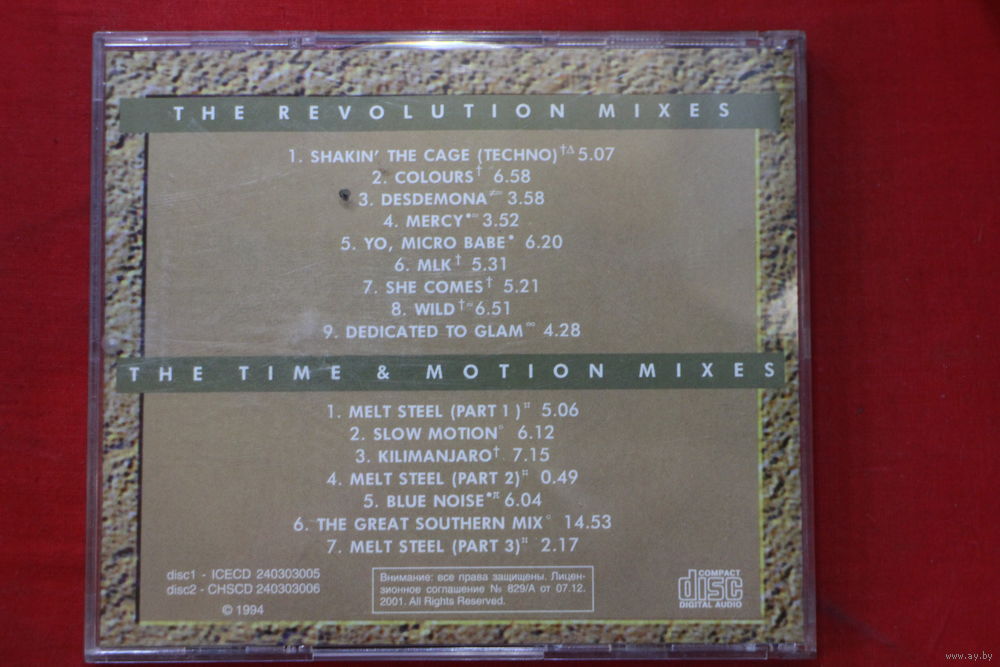 THE REVOLUTION MIXES
1. SHAKIN' THE CAGE (TECHNO)†Δ 5.07
2. COLOURS† 6.58
3. DESDEMONA≠ 3.58
4. MERCY•= 3.52
5. YO, MICRO BABE• 6.20
6. MLK† 5.31
7. SHE COMES† 5.21
8. WILD†≈ 6.51
9. DEDICATED TO GLAM∞ 4.28
THE TIME & MOTION MIXES
1. MELT STEEL (PART 1)¤ 5.06
2. SLOW MOTION° 6.12
3. KILIMANJARO† 7.15
4. MELT STEEL (PART 2)¤ 0.49
5. BLUE NOISE•π 6.04
6. THE GREAT SOUTHERN MIX° 14.53
7. MELT STEEL (PART 3)¤ 2.17
disc1 - ICECD 240303005
disc2 - CHSCD 240303006
© 1994
Внимание: все права защищены. Лицен-
зионное соглашение № 829/А от 07.12.
2001. All Rights Reserved.
COMPACT
disc
DIGITAL AUDIO
www.ay.by